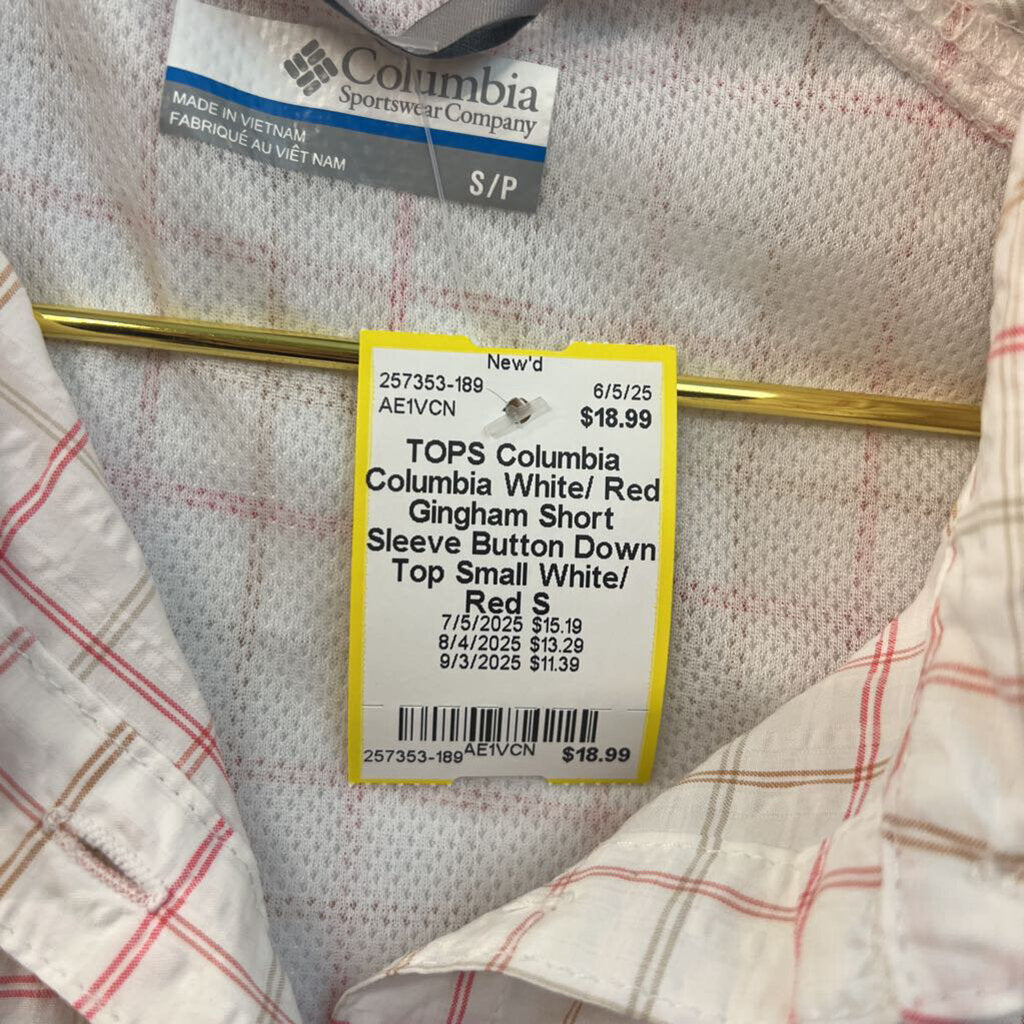 Columbia
Sportswear Company
MADE IN VIETNAM
FABRIQUÉ AU VIÊT NAM
S/P
New'd
257353-189 6/5/25
AE1VCN $18.99
TOPS Columbia
Columbia White/ Red
Gingham Short
Sleeve Button Down
Top Small White/
Red S
7/5/2025 $15.19
8/4/2025 $13.29
9/3/2025 $11.39
257353-189 AE1VCN $18.99